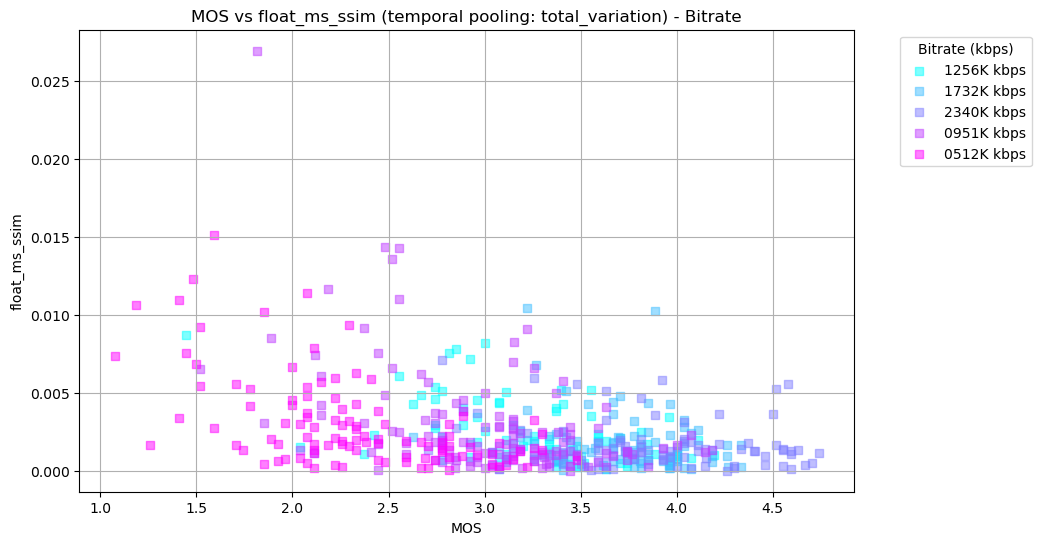 MOS vs float_ms_ssim (temporal pooling: total_variation) - Bitrate
Bitrate (kbps)
1256K kbps
1732K kbps
2340K kbps
0951K kbps
0512K kbps
float_ms_ssim
0.025
0.020
0.015
0.010
0.005
0.000
1.0 1.5 2.0 2.5 3.0 3.5 4.0 4.5
MOS